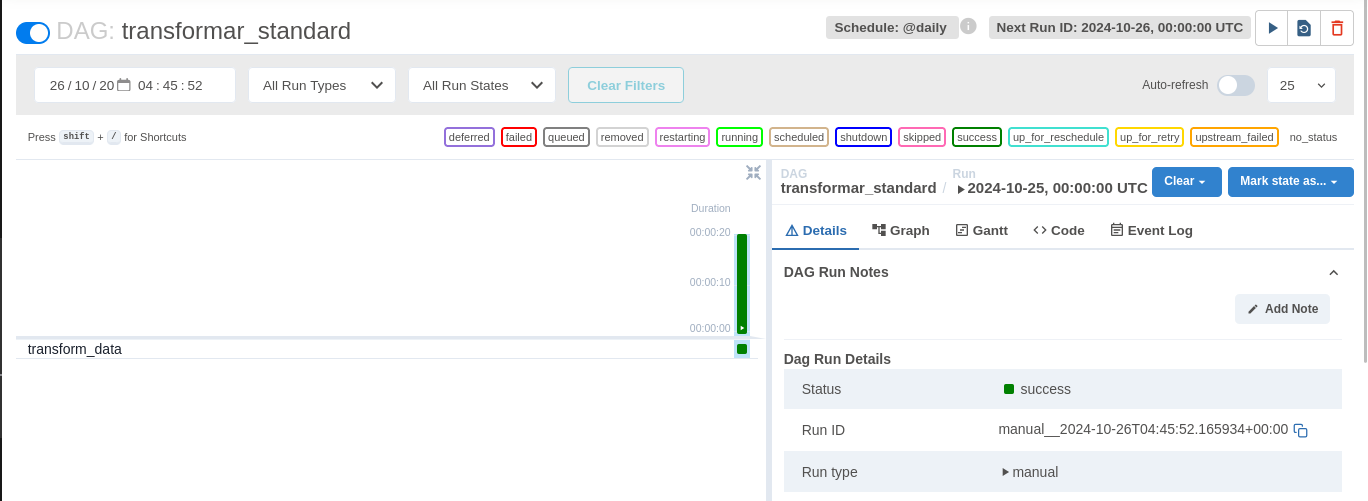 DAG: transformar_standard
Schedule: @daily
Next Run ID: 2024-10-26, 00:00:00 UTC
26 / 10 / 20 04 : 45 : 52
All Run Types
All Run States
Clear Filters
Auto-refresh
25
Press shift + / for Shortcuts
deferred failed queued removed restarting running scheduled shutdown skipped success up_for_reschedule up_for_retry upstream_failed no_status
Duration
00:00:20
00:00:10
00:00:00
transform_data
DAG
transformar_standard /
Run
2024-10-25, 00:00:00 UTC
Clear
Mark state as...
Details
Graph
Gantt
Code
Event Log
DAG Run Notes
Add Note
Dag Run Details
Status success
Run ID manual__2024-10-26T04:45:52.165934+00:00
Run type manual